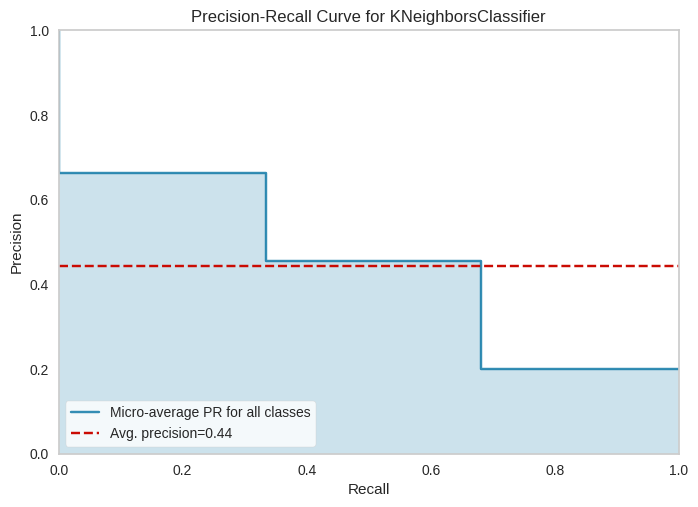 Precision-Recall Curve for KNeighborsClassifier
1.0
0.8
0.6
0.4
0.2
0.0
Precision
Micro-average PR for all classes
Avg. precision=0.44
0.0 0.2 0.4 0.6 0.8 1.0
Recall